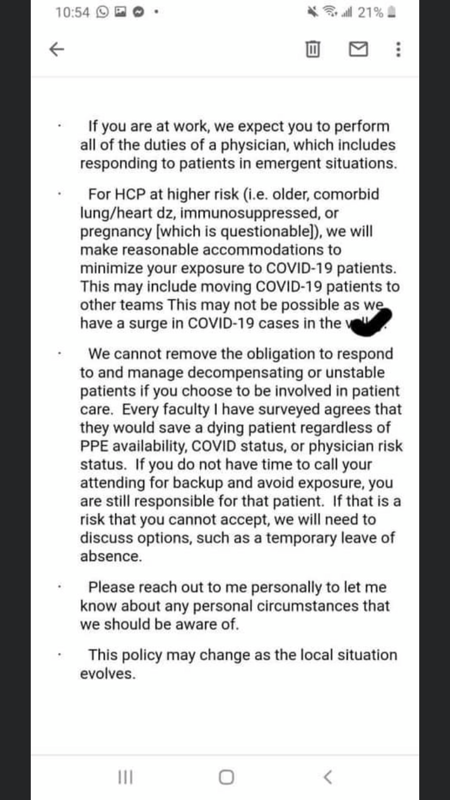 10:54
21%
· If you are at work, we expect you to perform
all of the duties of a physician, which includes
responding to patients in emergent situations.
· For HCP at higher risk (i.e. older, comorbid
lung/heart dz, immunosuppressed, or
pregnancy [which is questionable]), we will
make reasonable accommodations to
minimize your exposure to COVID-19 patients.
This may include moving COVID-19 patients to
other teams This may not be possible as we
have a surge in COVID-19 cases in the
· We cannot remove the obligation to respond
to and manage decompensating or unstable
patients if you choose to be involved in patient
care. Every faculty I have surveyed agrees that
they would save a dying patient regardless of
PPE availability, COVID status, or physician risk
status. If you do not have time to call your
attending for backup and avoid exposure, you
are still responsible for that patient. If that is a
risk that you cannot accept, we will need to
discuss options, such as a temporary leave of
absence.
· Please reach out to me personally to let me
know about any personal circumstances that
we should be aware of.
· This policy may change as the local situation
evolves.